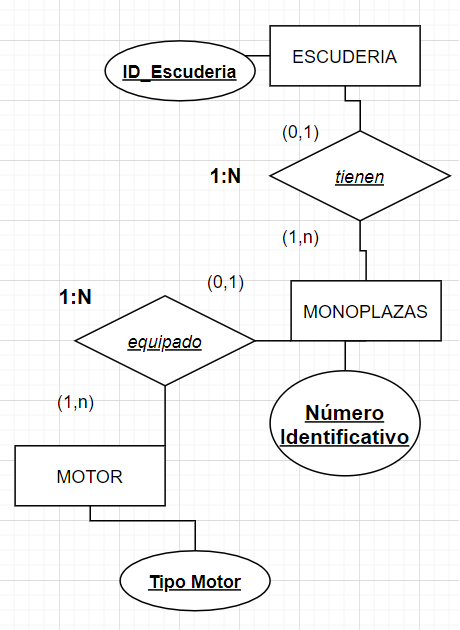 ESCUDERIA
ID_Escuderia
(0,1)
1:N
tienen
(1,n)
(0,1)
1:N
MONOPLAZAS
equipado
(1,n)
Número
Identificativo
MOTOR
Tipo Motor